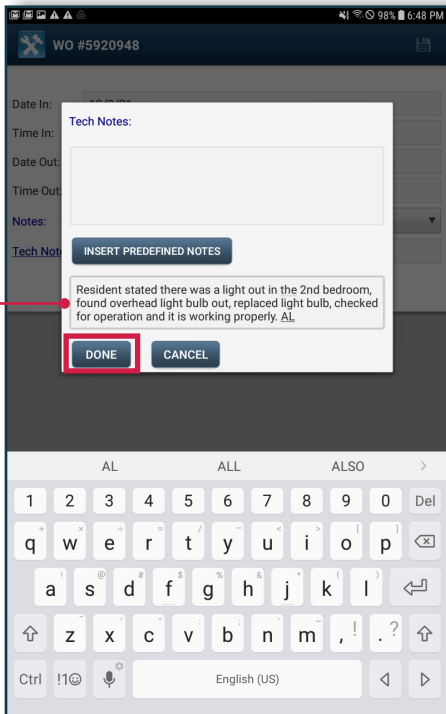 98% 6:48 PM
WO #5920948
Date In:
Time In:
Date Out:
Time Out:
Notes:
Tech Note
Tech Notes:
INSERT PREDEFINED NOTES
Resident stated there was a light out in the 2nd bedroom,
found overhead light bulb out, replaced light bulb, checked
for operation and it is working properly. AL
DONE CANCEL
AL ALL ALSO >
1 2 3 4 5 6 7 8 9 0 Del
+ × ÷ = / _ < > [ ]
q w e r t y u i o p
! @ # $ % & * ( )
a s d f g h j k l
- ' " : ; ! ?
z x c v b n m , .
Ctrl !1☺ English (US)